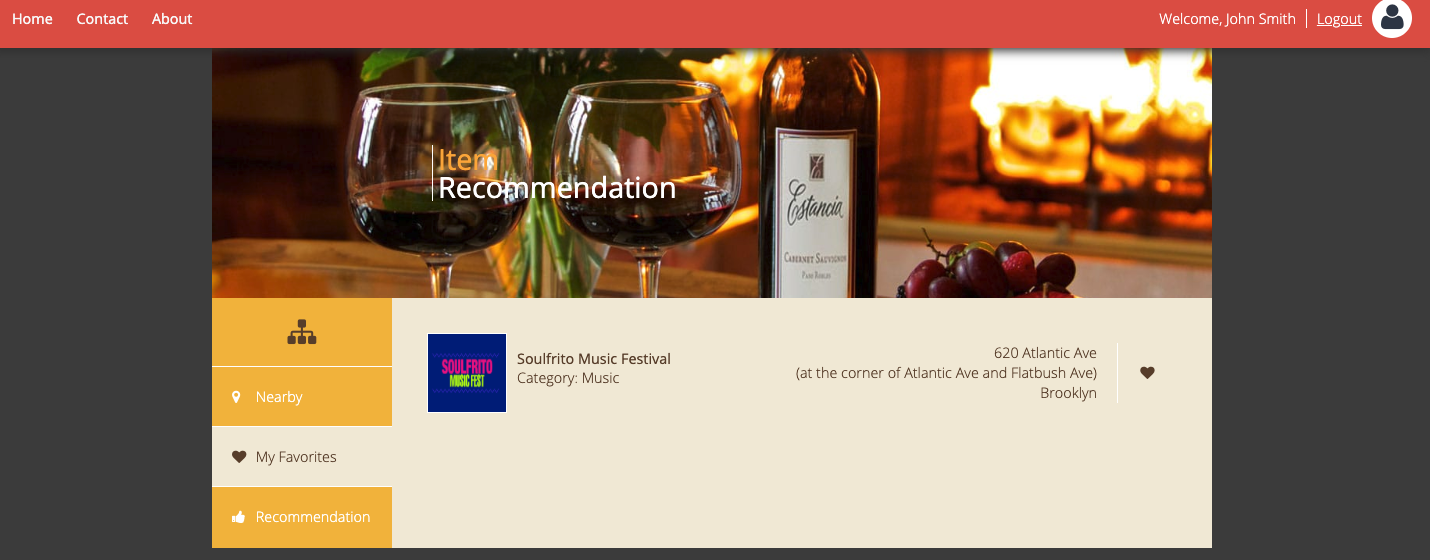 Home
Contact
About
Welcome, John Smith
Logout
Item
Recommendation
Estancia
CABERNET SAUVIGNON
PASO ROBLES
Nearby
My Favorites
Recommendation
SOULFRITO
MUSIC FEST
Soulfrito Music Festival
Category: Music
620 Atlantic Ave
(at the corner of Atlantic Ave and Flatbush Ave)
Brooklyn